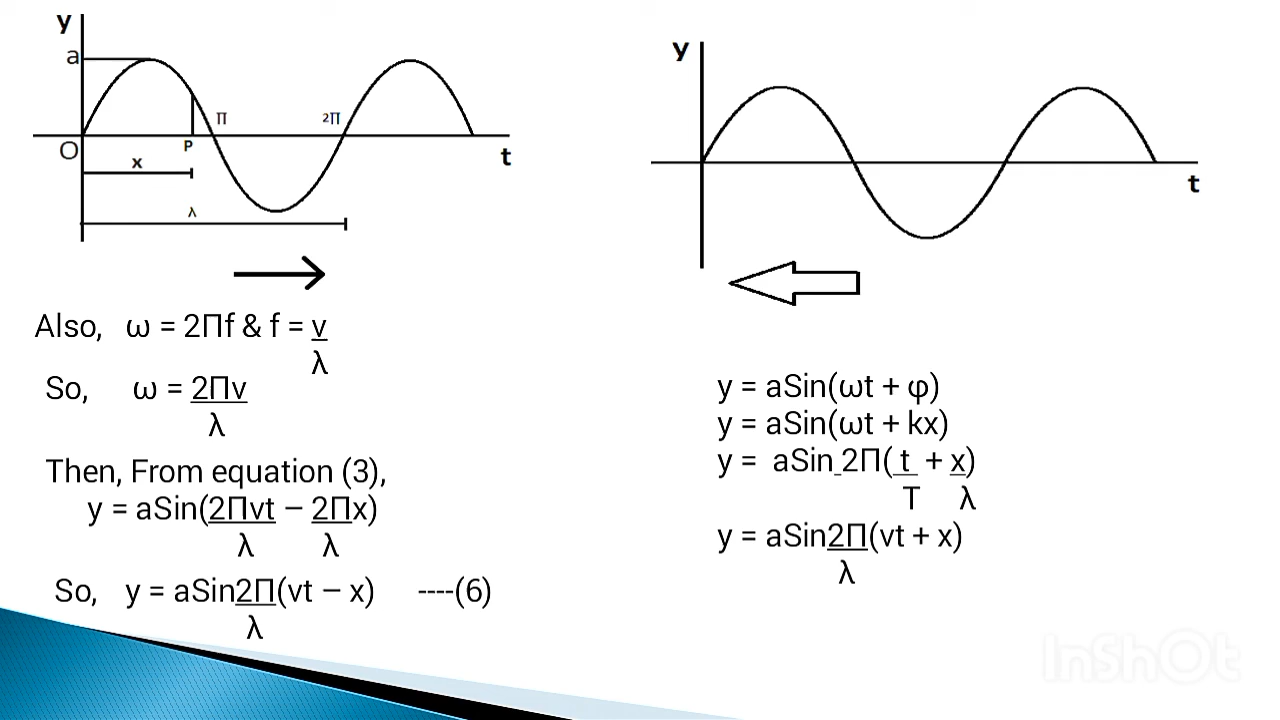 y
a
O
x
P
Π
2Π
t
λ
Also, ω = 2Πf & f = v
λ
So, ω = 2Πv
λ
Then, From equation (3),
y = aSin(2Πvt – 2Πx)
λ λ
So, y = aSin2Π(vt – x) ----(6)
λ
y
t
y = aSin(ωt + φ)
y = aSin(ωt + kx)
y = aSin 2Π( t + x)
T λ
y = aSin2Π(vt + x)
λ
InShOt